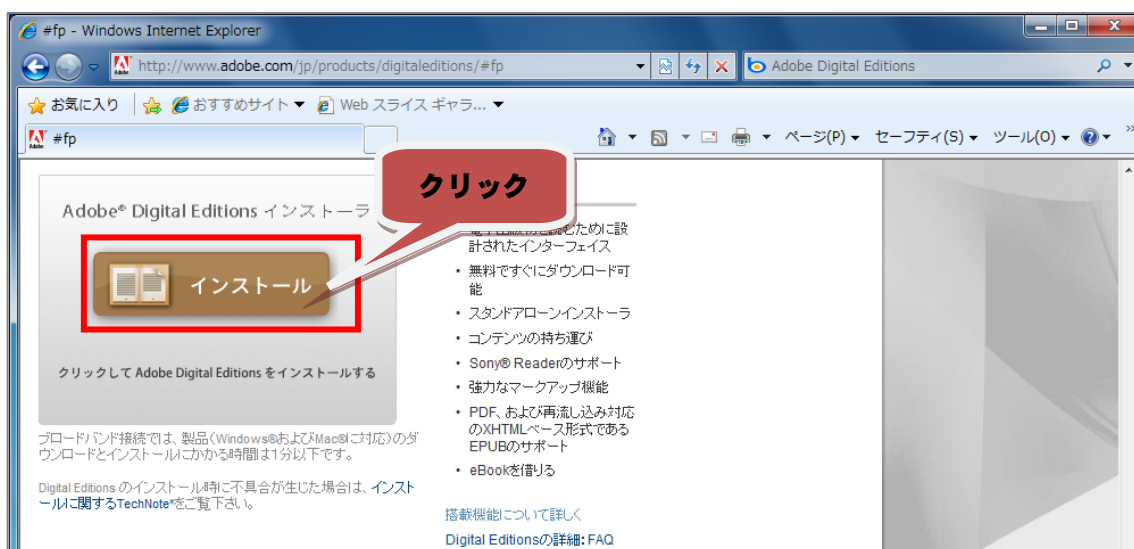 #fp - Windows Internet Explorer
http://www.adobe.com/jp/products/digitaleditions/#fp
Adobe Digital Editions
お気に入り
おすすめサイト
Web スライス ギャラ...
#fp
ページ(P)
セーフティ(S)
ツール(O)
クリック
Adobe® Digital Editions インストーラ
インストール
クリックして Adobe Digital Editions をインストールする
ブロードバンド接続では、製品(Windows®およびMac®に対応)のダ
ウンロードとインストールにかかる時間は1分以下です。
Digital Editions のインストール時に不具合が生じた場合は、インスト
ールに関するTechNote*をご覧下さい。
ために設
計されたインターフェイス
• 無料ですぐにダウンロード可
能
• スタンドアローンインストーラ
• コンテンツの持ち運び
• Sony® Readerのサポート
• 強力なマークアップ機能
• PDF、および再流し込み対応
のXHTMLベース形式である
EPUBのサポート
• eBookを借りる
搭載機能について詳しく
Digital Editionsの詳細: FAQ